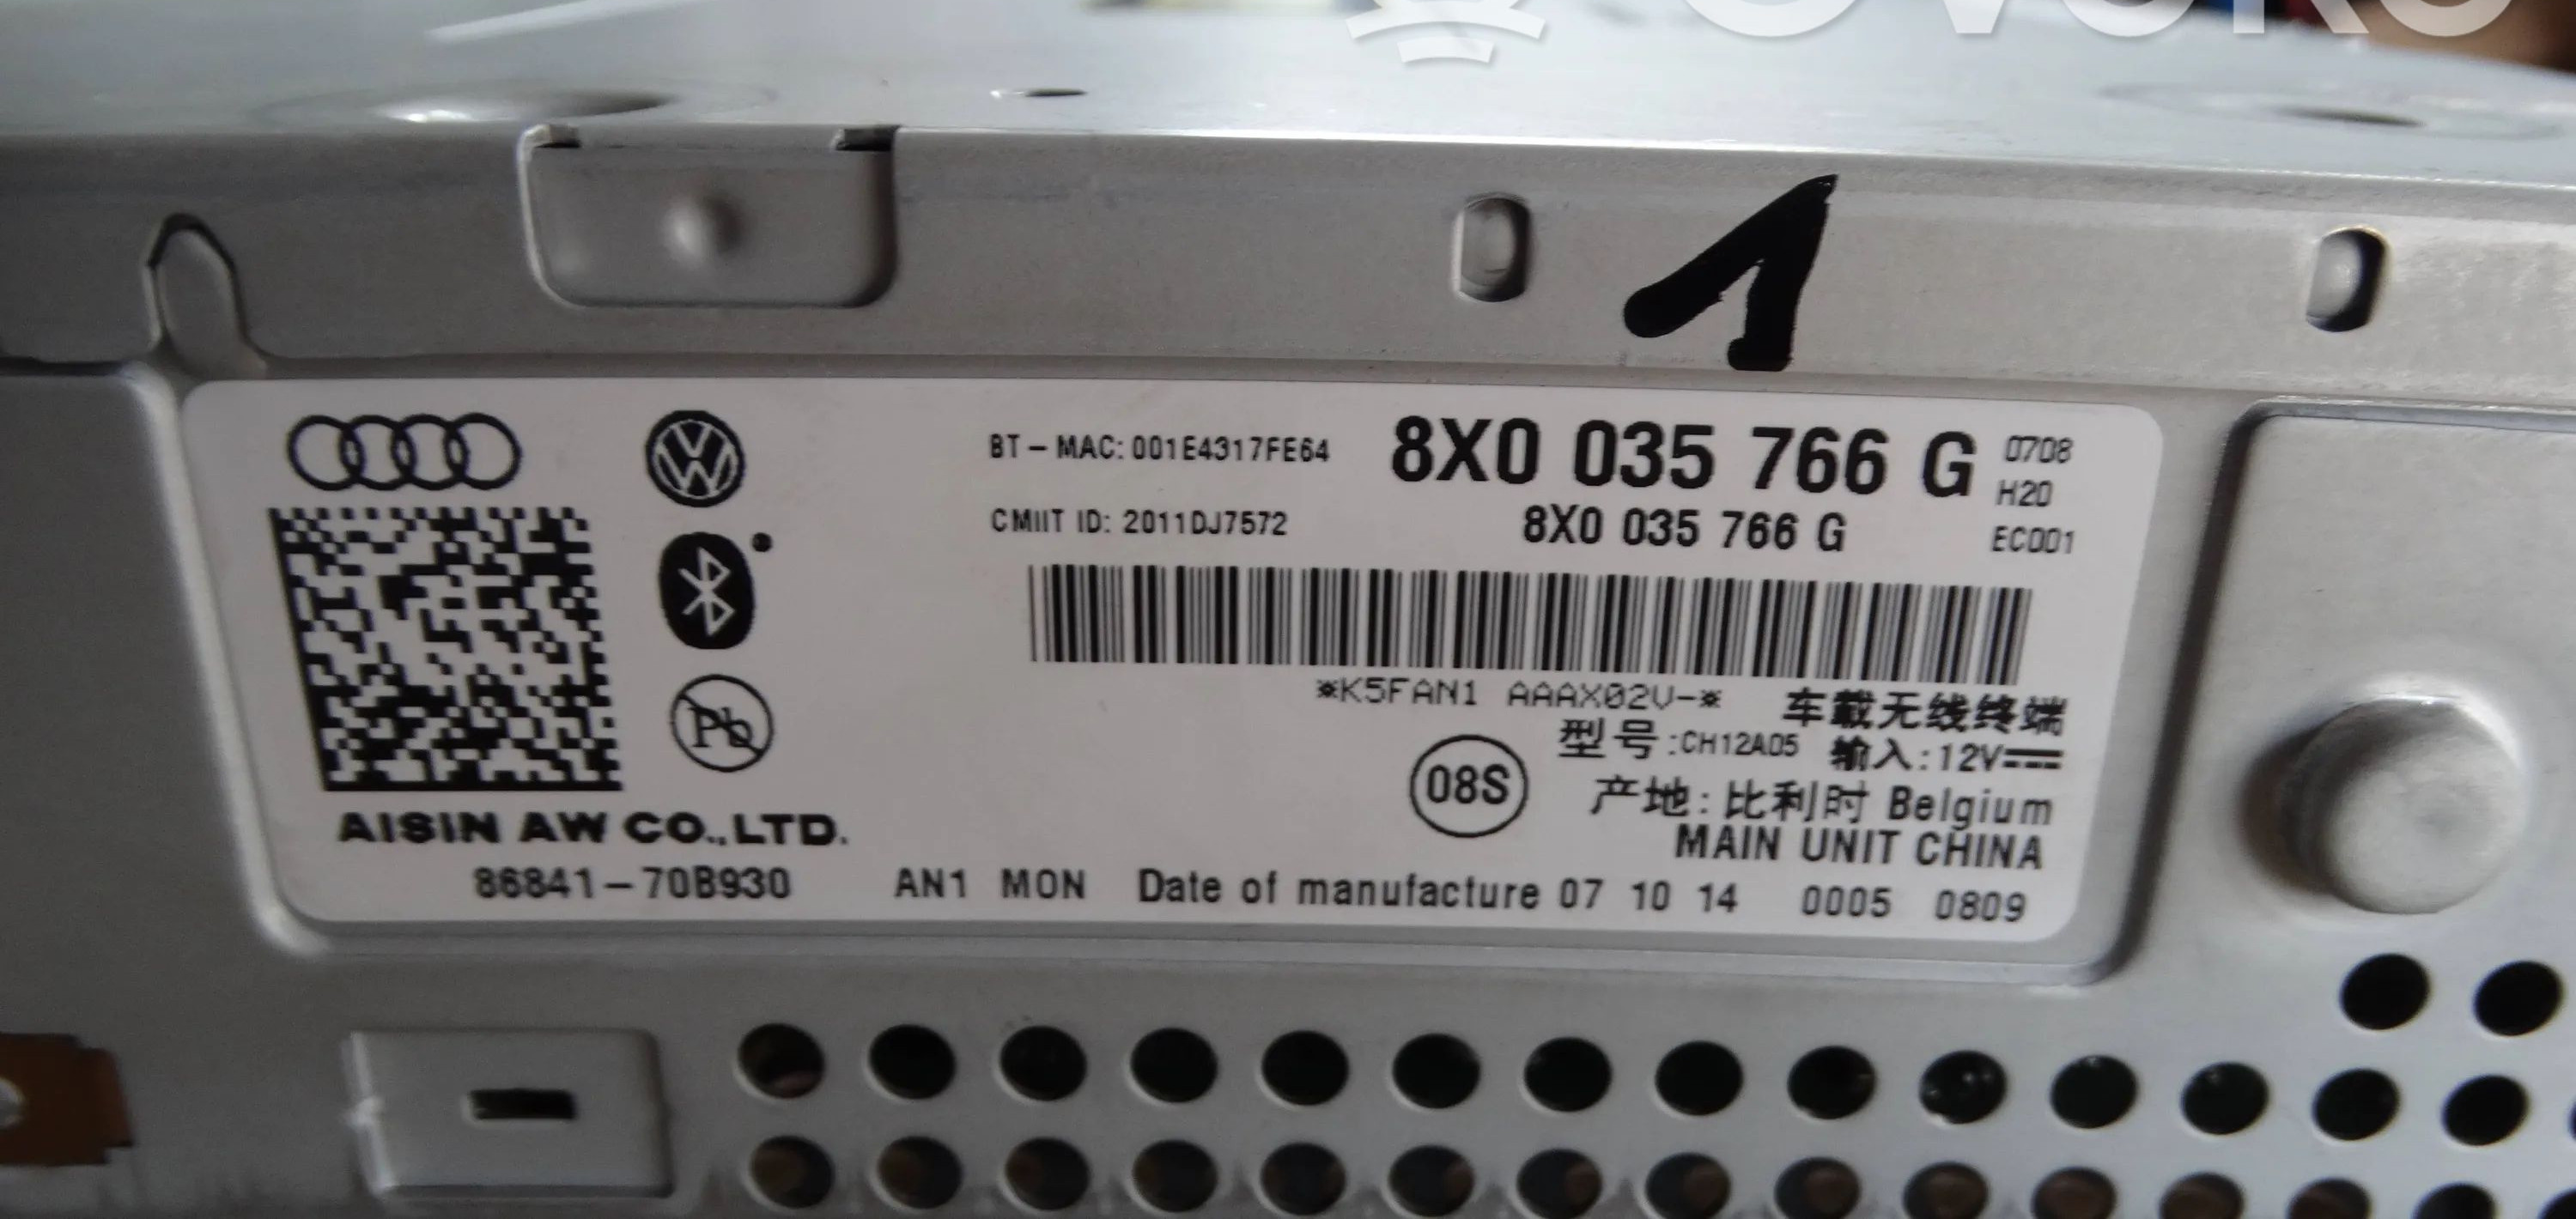 1
BT-MAC: 001E4317FE64 8X0 035 766 G 0708
H20
CMIIT ID: 2011DJ7572 8X0 035 766 G EC001
*K5FAN1 AAAX02V-* 车载无线终端
型号:CH12A05 输入:12V
08S
产地:比利时 Belgium
MAIN UNIT CHINA
Pb
AISIN AW CO.,LTD.
86841-70B930 AN1 MON Date of manufacture 07 10 14 0005 0809